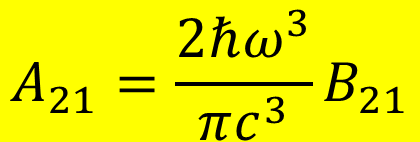 A₂₁ = 2ħω³ / πc³ B₂₁